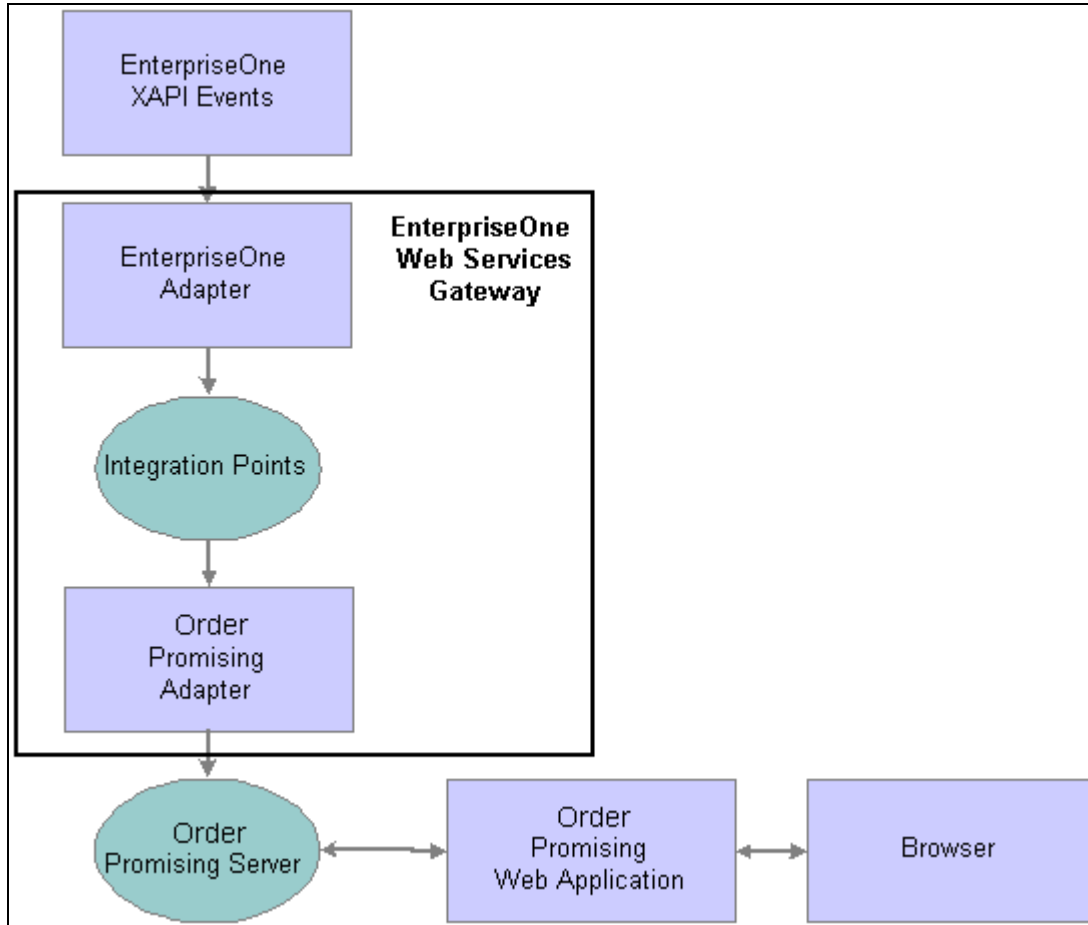 EnterpriseOne
XAPI Events
EnterpriseOne
Adapter
EnterpriseOne
Web Services
Gateway
Integration Points
Order
Promising
Adapter
Order
Promising Server
Order
Promising
Web Application
Browser